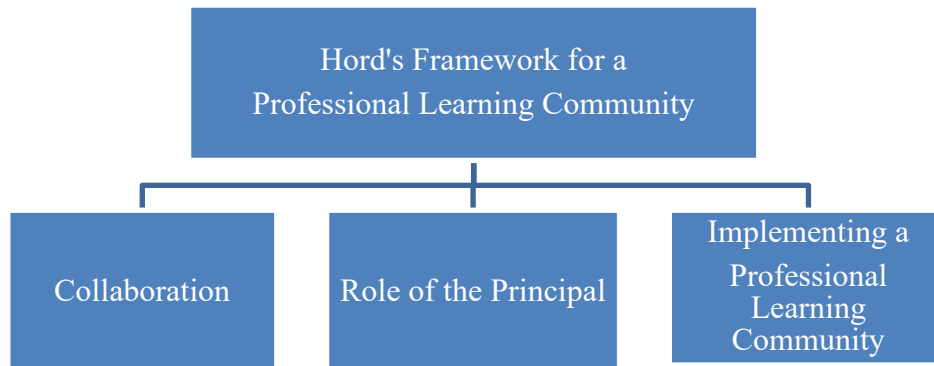 Hord's Framework for a
Professional Learning Community
Collaboration
Role of the Principal
Implementing a
Professional
Learning
Community